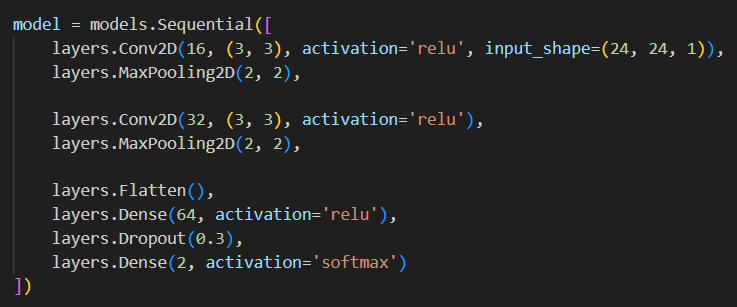 model = models.Sequential([
    layers.Conv2D(16, (3, 3), activation='relu', input_shape=(24, 24, 1)),
    layers.MaxPooling2D(2, 2),

    layers.Conv2D(32, (3, 3), activation='relu'),
    layers.MaxPooling2D(2, 2),

    layers.Flatten(),
    layers.Dense(64, activation='relu'),
    layers.Dropout(0.3),
    layers.Dense(2, activation='softmax')
])